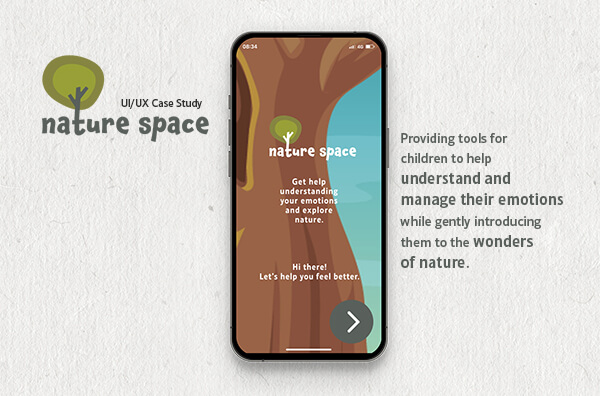 UI/UX Case Study
nature space
08:34
4G
nature space
Get help
understanding
your emotions
and explore
nature.
Hi there!
Let's help you feel better.
Providing tools for
children to help
understand and
manage their emotions
while gently introducing
them to the wonders
of nature.